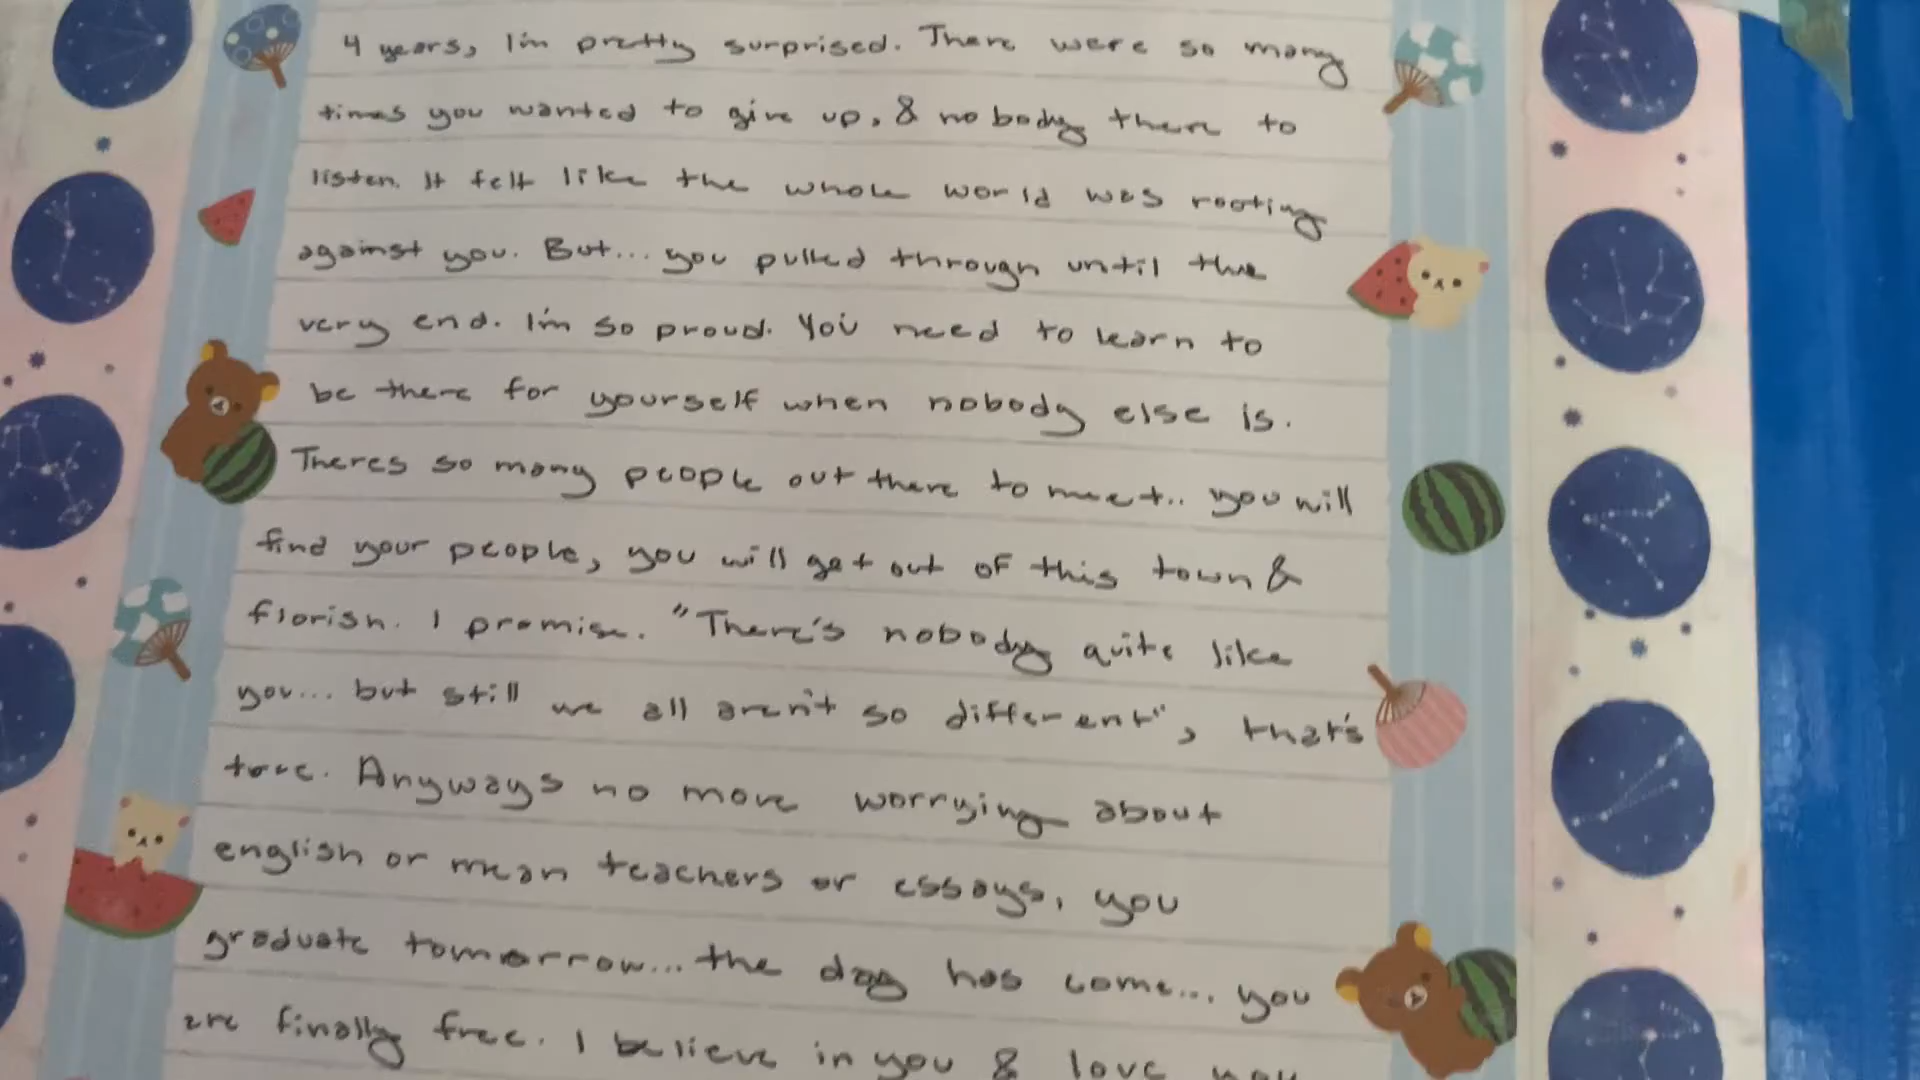 4 years, I'm pretty surprised. There were so many
times you wanted to give up, & nobody there to
listen. It felt like the whole world was rooting
against you. But... you pulled through until the
very end. I'm so proud. You need to learn to
be there for yourself when nobody else is.
Theres so many people out there to meet.. you will
find your people, you will get out of this town &
florish. I promise. "There's nobody quite like
you... but still we all aren't so different", that's
true. Anyways no more worrying about
english or mean teachers or essays, you
graduate tomorrow... the day has come... you
are finally free. I believe in you & love you